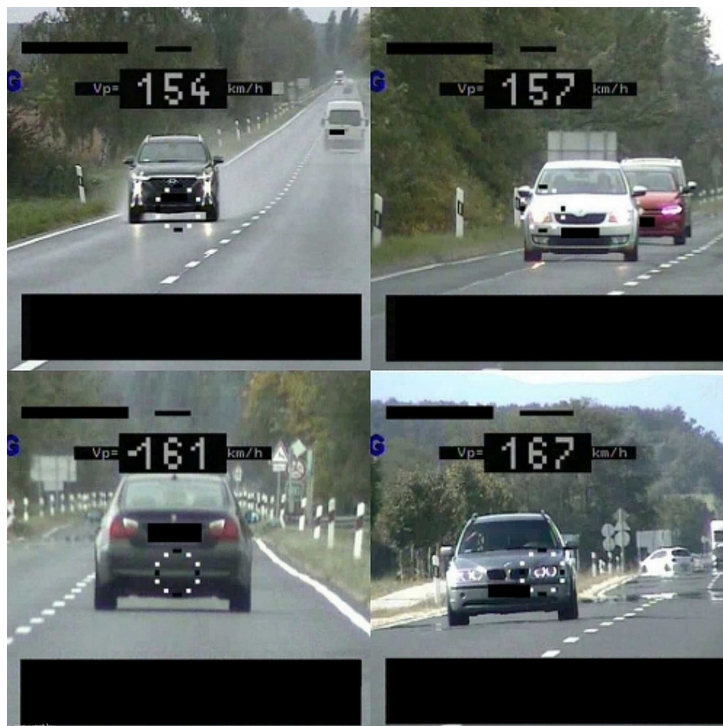 G
Vp= 154 km/h
G
Vp= 157 km/h
G
Vp= -161 km/h
G
Vp= 167 km/h